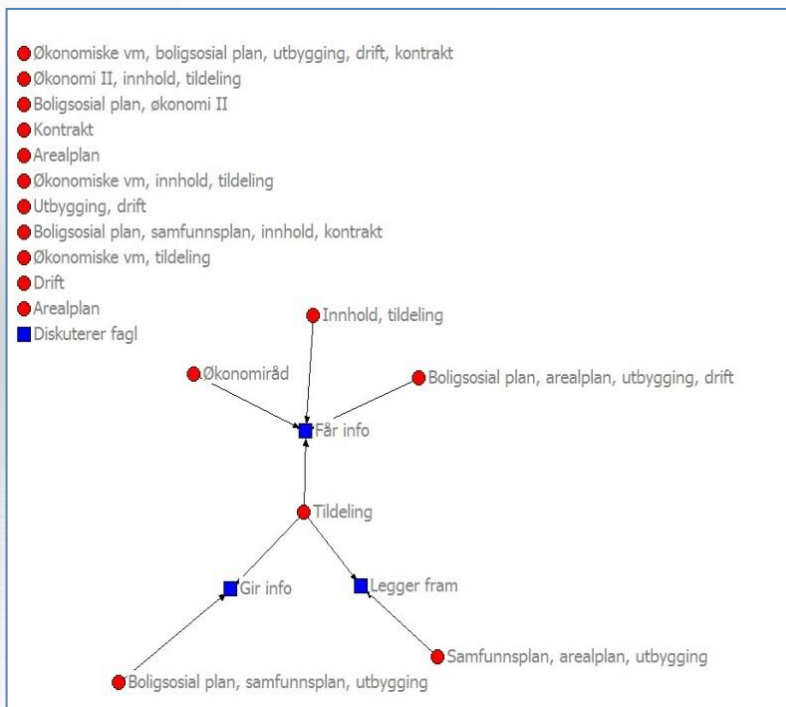 Økonomiske vm, boligsosial plan, utbygging, drift, kontrakt
Økonomi II, innhold, tildeling
Boligsosial plan, økonomi II
Kontrakt
Arealplan
Økonomiske vm, innhold, tildeling
Utbygging, drift
Boligsosial plan, samfunnsplan, innhold, kontrakt
Økonomiske vm, tildeling
Drift
Arealplan
Diskuterer fagl
Innhold, tildeling
Økonomiråd
Boligsosial plan, arealplan, utbygging, drift
Får info
Tildeling
Gir info
Legger fram
Samfunnsplan, arealplan, utbygging
Boligsosial plan, samfunnsplan, utbygging